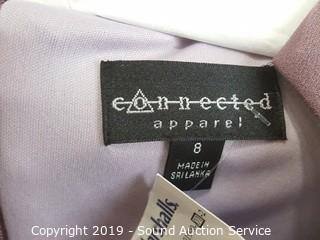 connected
apparel
8
MADE IN
SRI LANKA
Copyright 2019 - Sound Auction Service